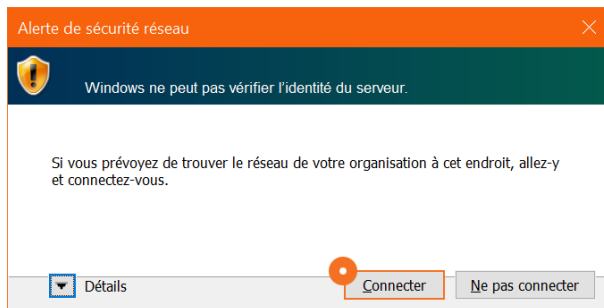 Alerte de sécurité réseau
Windows ne peut pas vérifier l'identité du serveur.
Si vous prévoyez de trouver le réseau de votre organisation à cet endroit, allez-y
et connectez-vous.
Détails
Connecter
Ne pas connecter